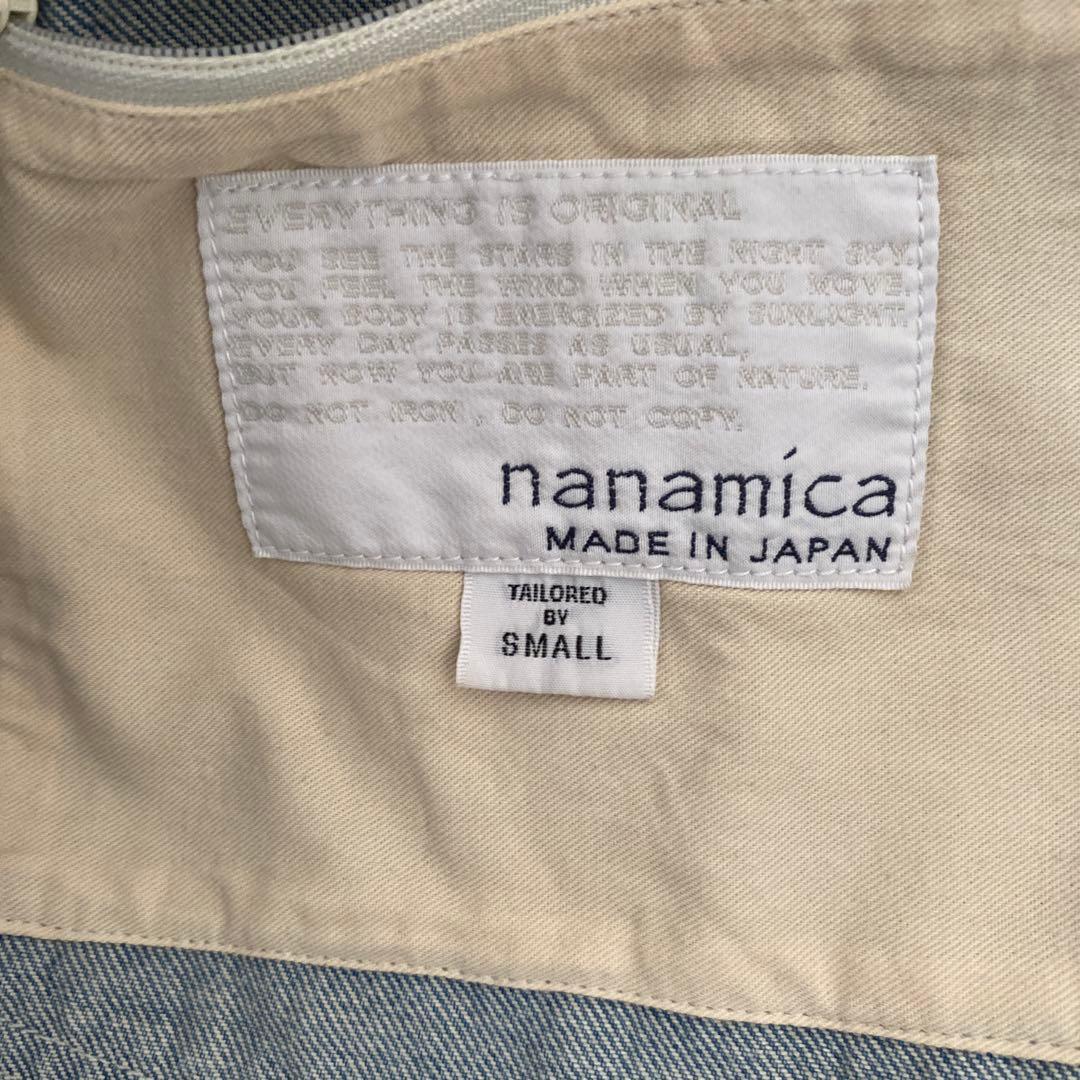 EVERYTHING IS ORIGINAL
YOU SEE THE STARS IN THE NIGHT SKY.
YOU FEEL THE WIND WHEN YOU MOVE.
YOUR BODY IS ENERGIZED BY SUNLIGHT.
EVERY DAY PASSES AS USUAL,
BUT NOW YOU ARE PART OF NATURE.
DO NOT IRON , DO NOT COPY.
nanamíca
MADE IN JAPAN
TAILORED
BY
SMALL